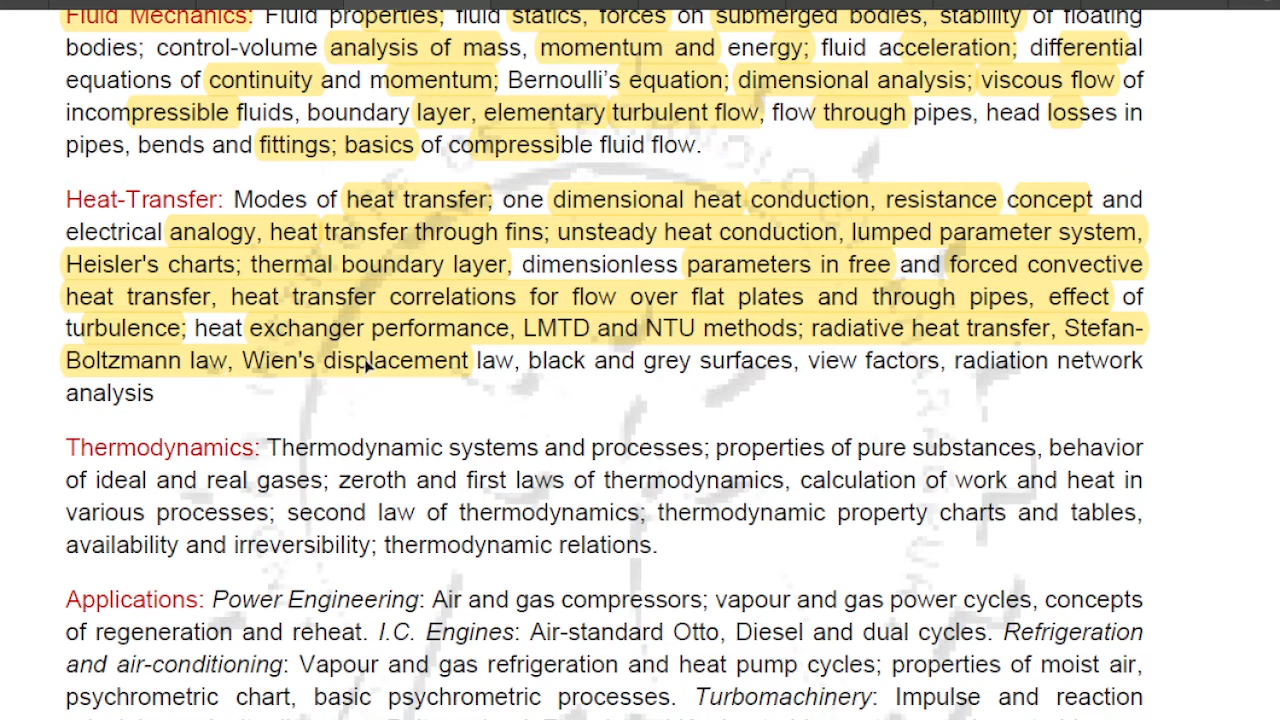 Fluid Mechanics: Fluid properties; fluid statics, forces on submerged bodies, stability of floating
bodies; control-volume analysis of mass, momentum and energy; fluid acceleration; differential
equations of continuity and momentum; Bernoulli’s equation; dimensional analysis; viscous flow of
incompressible fluids, boundary layer, elementary turbulent flow, flow through pipes, head losses in
pipes, bends and fittings; basics of compressible fluid flow.
Heat-Transfer: Modes of heat transfer; one dimensional heat conduction, resistance concept and
electrical analogy, heat transfer through fins; unsteady heat conduction, lumped parameter system,
Heisler's charts; thermal boundary layer, dimensionless parameters in free and forced convective
heat transfer, heat transfer correlations for flow over flat plates and through pipes, effect of
turbulence; heat exchanger performance, LMTD and NTU methods; radiative heat transfer, Stefan-
Boltzmann law, Wien's displacement law, black and grey surfaces, view factors, radiation network
analysis
Thermodynamics: Thermodynamic systems and processes; properties of pure substances, behavior
of ideal and real gases; zeroth and first laws of thermodynamics, calculation of work and heat in
various processes; second law of thermodynamics; thermodynamic property charts and tables,
availability and irreversibility; thermodynamic relations.
Applications: Power Engineering: Air and gas compressors; vapour and gas power cycles, concepts
of regeneration and reheat. I.C. Engines: Air-standard Otto, Diesel and dual cycles. Refrigeration
and air-conditioning: Vapour and gas refrigeration and heat pump cycles; properties of moist air,
psychrometric chart, basic psychrometric processes. Turbomachinery: Impulse and reaction